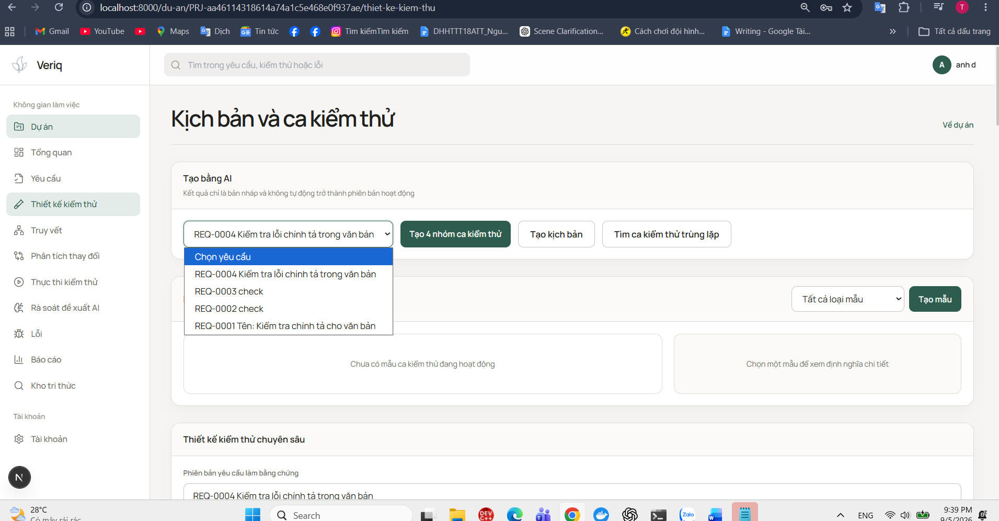 localhost:8000/du-an/PRJ-aa46114318614a74a1c5e468e0f937ae/thiet-ke-kiem-thu
T
Gmail
YouTube
Maps
Dịch
Tin tức
Tìm kiếmTìm kiếm
DHHTTT18ATT_Ngu...
Scene Clarification...
Cách chơi đội hình...
Writing - Google Tài...
»
Tất cả dấu trang
Veriq
Tìm trong yêu cầu, kiểm thử hoặc lỗi
A
anh d
Không gian làm việc
Dự án
Tổng quan
Yêu cầu
Thiết kế kiểm thử
Truy vết
Phân tích thay đổi
Thực thi kiểm thử
Rà soát đề xuất AI
Lỗi
Báo cáo
Kho tri thức
Tài khoản
Tài khoản
N
Kịch bản và ca kiểm thử
Về dự án
Tạo bằng AI
Kết quả chỉ là bản nháp và không tự động trở thành phiên bản hoạt động
REQ-0004 Kiểm tra lỗi chính tả trong văn bản
Tạo 4 nhóm ca kiểm thử
Tạo kịch bản
Tìm ca kiểm thử trùng lặp
Chọn yêu cầu
REQ-0004 Kiểm tra lỗi chính tả trong văn bản
REQ-0003 check
REQ-0002 check
REQ-0001 Tên: Kiểm tra chính tả cho văn bản
Tất cả loại mẫu
Tạo mẫu
Chưa có mẫu ca kiểm thử đang hoạt động
Chọn một mẫu để xem định nghĩa chi tiết
Thiết kế kiểm thử chuyên sâu
Phiên bản yêu cầu làm bằng chứng
REQ-0004 Kiểm tra lỗi chính tả trong văn bản
28°C
Có mây rải rác
Search
DEV C++
Zalo
ENG
9:39 PM
9/5/2026